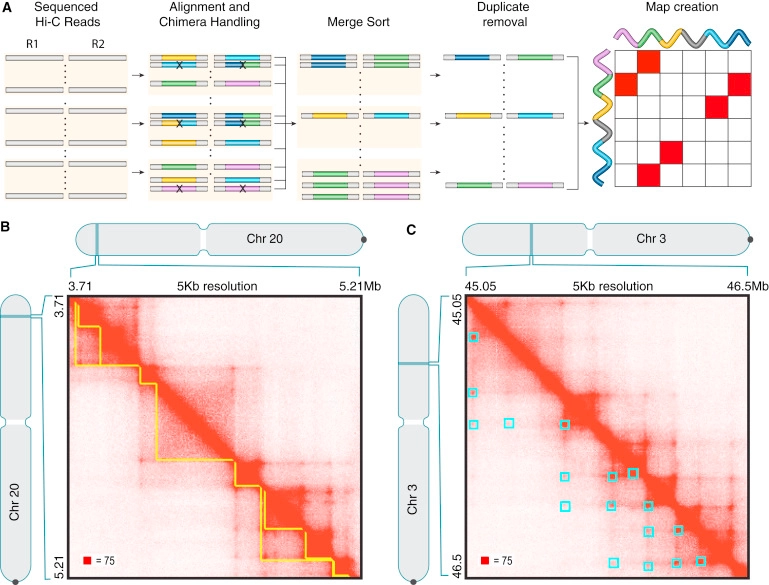 A
Sequenced
Hi-C Reads
Alignment and
Chimera Handling
Merge Sort
Duplicate
removal
Map creation
R1
R2
B
Chr 20
3.71
5Kb resolution
5.21Mb
3.71
Chr 20
5.21
= 75
C
Chr 3
45.05
5Kb resolution
46.5Mb
45.05
Chr 3
46.5
= 75